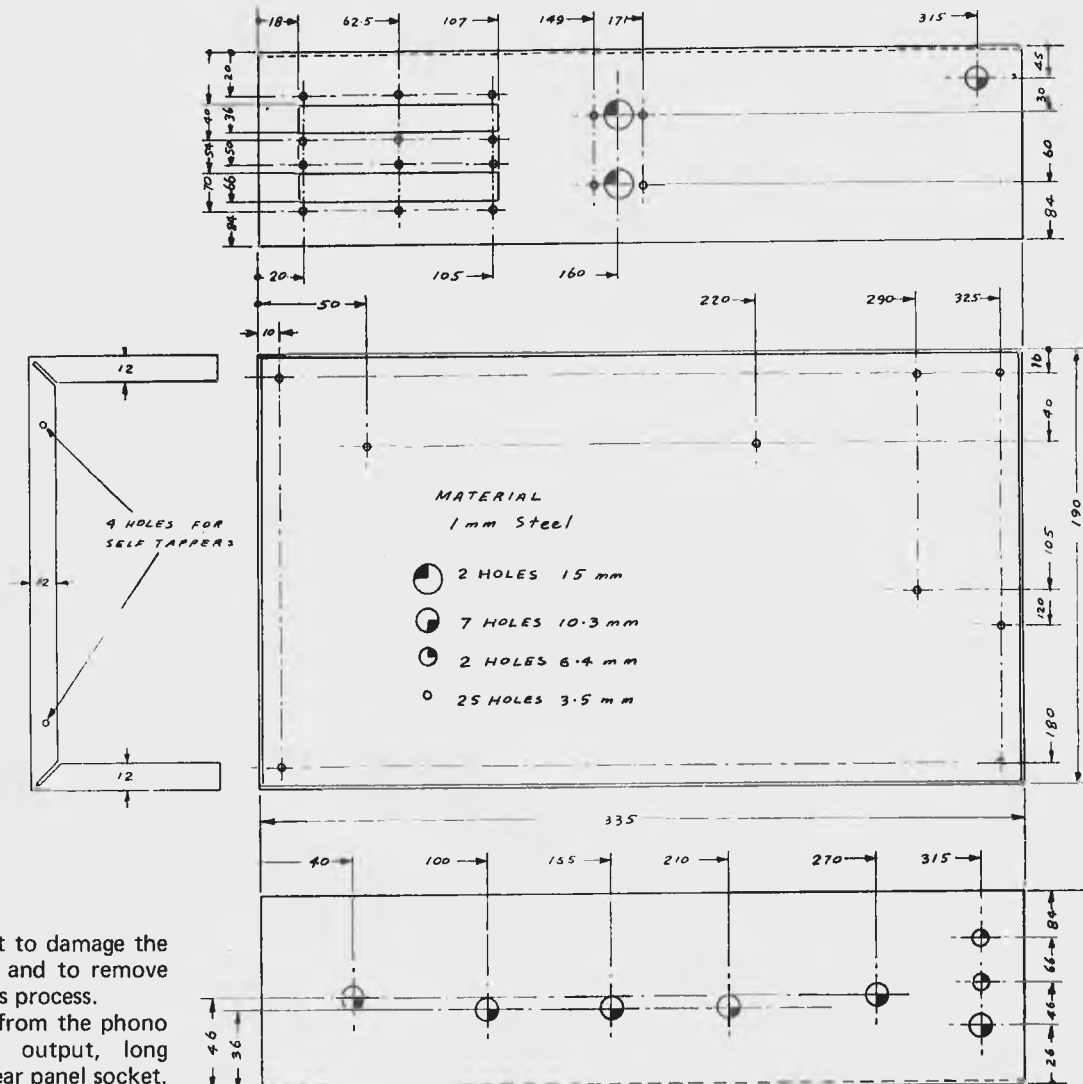 18 62.5 107 149 171 315
20 45
40 36 30
54 50 60
70 66
84 84
20 105 160
50 220 290 325
10 16
12 40
4 HOLES FOR
SELF TAPPERS
MATERIAL
1 mm Steel
190
105
2 HOLES 15 mm
12
7 HOLES 10.3 mm
120
2 HOLES 6.4 mm
25 HOLES 3.5 mm
180
12
335
40 100 155 210 270 315
84
66
46
26
46 36
t to damage the
and to remove
s process.
from the phono
output, long
ear panel socket.